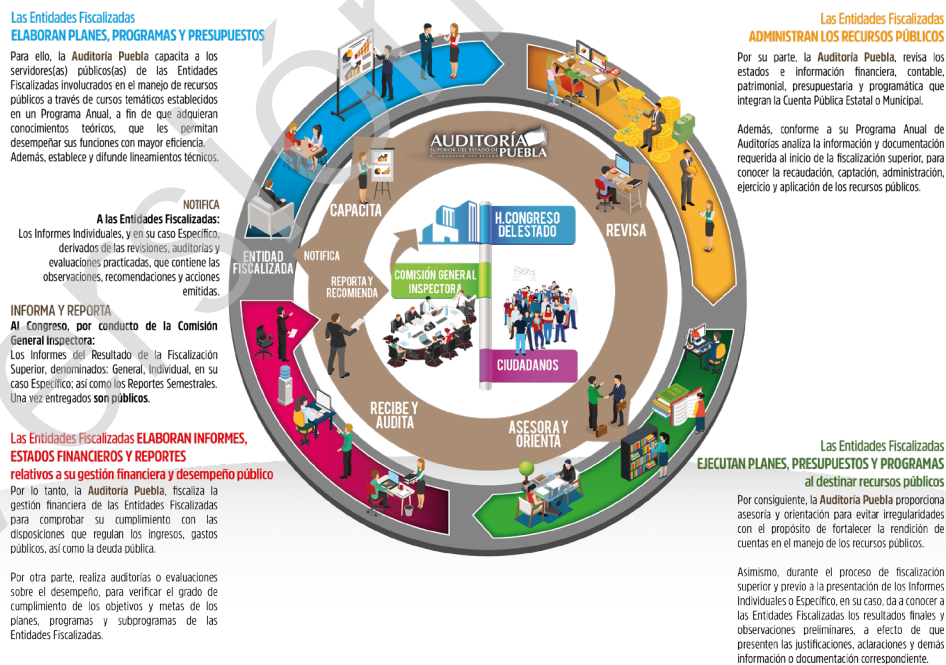 Las Entidades Fiscalizadas
ELABORAN PLANES, PROGRAMAS Y PRESUPUESTOS
Para ello, la Auditoría Puebla capacita a los
servidores(as) públicos(as) de las Entidades
Fiscalizadas involucrados en el manejo de recursos
públicos a través de cursos temáticos establecidos
en un Programa Anual, a fin de que adquieran
conocimientos teóricos, que les permitan
desempeñar sus funciones con mayor eficiencia.
Además, establece y difunde lineamientos técnicos.
NOTIFICA
A las Entidades Fiscalizadas:
Los Informes Individuales, y en su caso Específico,
derivados de las revisiones, auditorías y
evaluaciones practicadas, que contiene las
observaciones, recomendaciones y acciones
emitidas.
INFORMA Y REPORTA
Al Congreso, por conducto de la Comisión
General Inspectora:
Los Informes del Resultado de la Fiscalización
Superior, denominados: General, Individual, en su
caso Específico; así como los Reportes Semestrales.
Una vez entregados son públicos.
Las Entidades Fiscalizadas ELABORAN INFORMES,
ESTADOS FINANCIEROS Y REPORTES
relativos a su gestión financiera y desempeño público
Por lo tanto, la Auditoría Puebla, fiscaliza la
gestión financiera de las Entidades Fiscalizadas
para comprobar su cumplimiento con las
disposiciones que regulan los ingresos, gastos
públicos, así como la deuda pública.
Por otra parte, realiza auditorías o evaluaciones
sobre el desempeño, para verificar el grado de
cumplimiento de los objetivos y metas de los
planes, programas y subprogramas de las
Entidades Fiscalizadas.
AUDITORÍA
SUPERIOR DEL ESTADO DE
PUEBLA
H. CONGRESO DEL ESTADO
CAPACITA
REVISA
ENTIDAD
FISCALIZADA
NOTIFICA
REPORTA Y
RECOMIENDA
H.CONGRESO
DEL ESTADO
COMISIÓN GENERAL
INSPECTORA
CIUDADANOS
RECIBE Y
AUDITA
ASESORA Y
ORIENTA
Las Entidades Fiscalizadas
ADMINISTRAN LOS RECURSOS PÚBLICOS
Por su parte, la Auditoría Puebla, revisa los
estados e información financiera, contable,
patrimonial, presupuestaria y programática que
integran la Cuenta Pública Estatal o Municipal.
Además, conforme a su Programa Anual de
Auditorías analiza la información y documentación
requerida al inicio de la fiscalización superior, para
conocer la recaudación, captación, administración,
ejercicio y aplicación de los recursos públicos.
Las Entidades Fiscalizadas
EJECUTAN PLANES, PRESUPUESTOS Y PROGRAMAS
al destinar recursos públicos
Por consiguiente, la Auditoría Puebla proporciona
asesoría y orientación para evitar irregularidades
con el propósito de fortalecer la rendición de
cuentas en el manejo de los recursos públicos.
Asimismo, durante el proceso de fiscalización
superior y previo a la presentación de los Informes
Individuales o Específico, en su caso, da a conocer a
las Entidades Fiscalizadas los resultados finales y
observaciones preliminares, a efecto de que
presenten las justificaciones, aclaraciones y demás
información o documentación correspondiente.